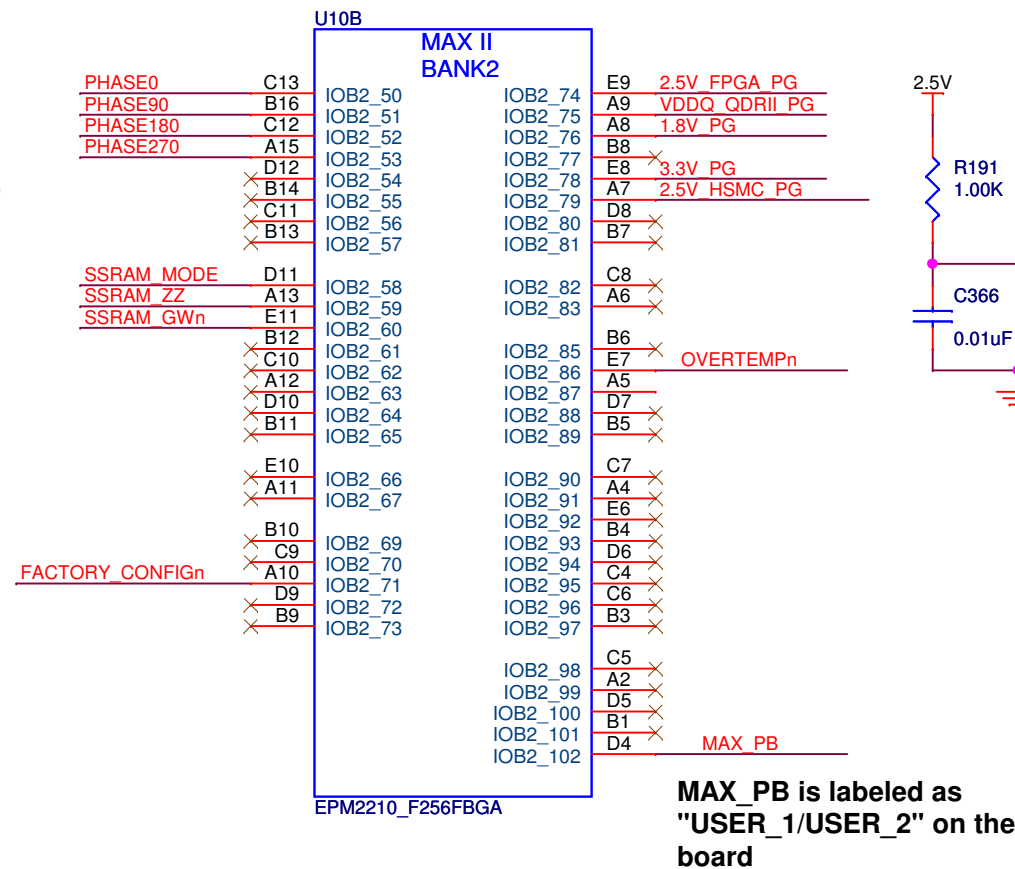 U10B
MAX II
BANK2
PHASE0 C13 IOB2_50
PHASE90 B16 IOB2_51
PHASE180 C12 IOB2_52
PHASE270 A15 IOB2_53
D12 IOB2_54
B14 IOB2_55
C11 IOB2_56
B13 IOB2_57
SSRAM_MODE D11 IOB2_58
SSRAM_ZZ A13 IOB2_59
SSRAM_GWn E11 IOB2_60
B12 IOB2_61
C10 IOB2_62
A12 IOB2_63
D10 IOB2_64
B11 IOB2_65
E10 IOB2_66
A11 IOB2_67
B10 IOB2_69
C9 IOB2_70
FACTORY_CONFIGn A10 IOB2_71
D9 IOB2_72
B9 IOB2_73
IOB2_74 E9 2.5V_FPGA_PG
IOB2_75 A9 VDDQ_QDRII_PG
IOB2_76 A8 1.8V_PG
IOB2_77 B8
IOB2_78 E8 3.3V_PG
IOB2_79 A7 2.5V_HSMC_PG
IOB2_80 D8
IOB2_81 B7
IOB2_82 C8
IOB2_83 A6
IOB2_85 B6
IOB2_86 E7 OVERTEMPn
IOB2_87 A5
IOB2_88 D7
IOB2_89 B5
IOB2_90 C7
IOB2_91 A4
IOB2_92 E6
IOB2_93 B4
IOB2_94 D6
IOB2_95 C4
IOB2_96 C6
IOB2_97 B3
IOB2_98 C5
IOB2_99 A2
IOB2_100 D5
IOB2_101 B1
IOB2_102 D4 MAX_PB
EPM2210_F256FBGA
2.5V
R191
1.00K
C366
0.01uF
MAX_PB is labeled as
"USER_1/USER_2" on the
board